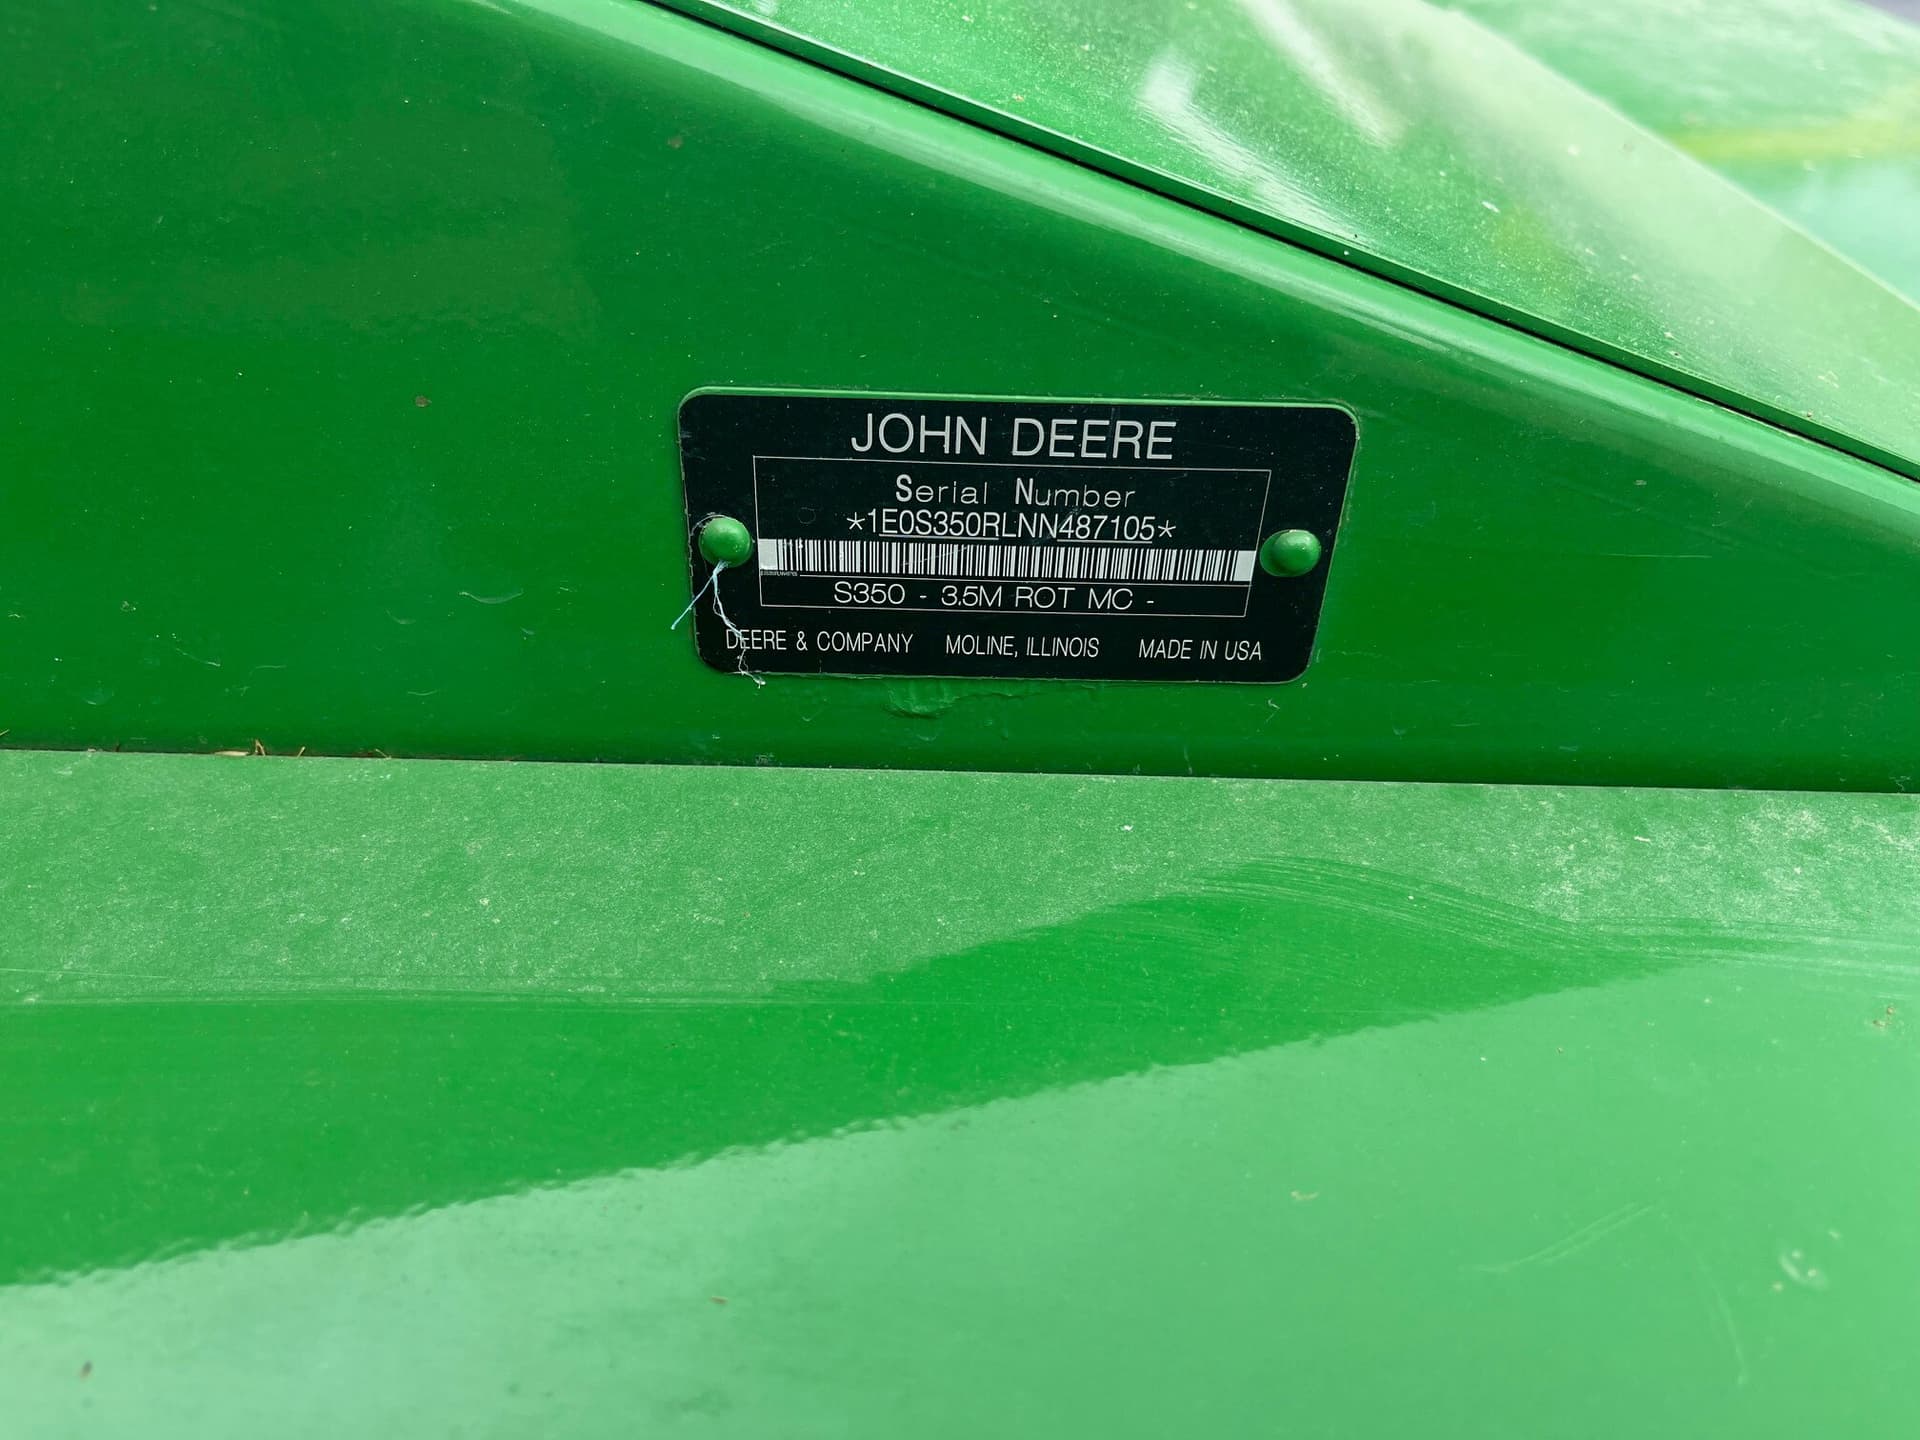 JOHN DEERE
Serial Number
*1E0S350RLNN487105*
S350 - 3.5M ROT MC -
DEERE & COMPANY MOLINE, ILLINOIS MADE IN USA